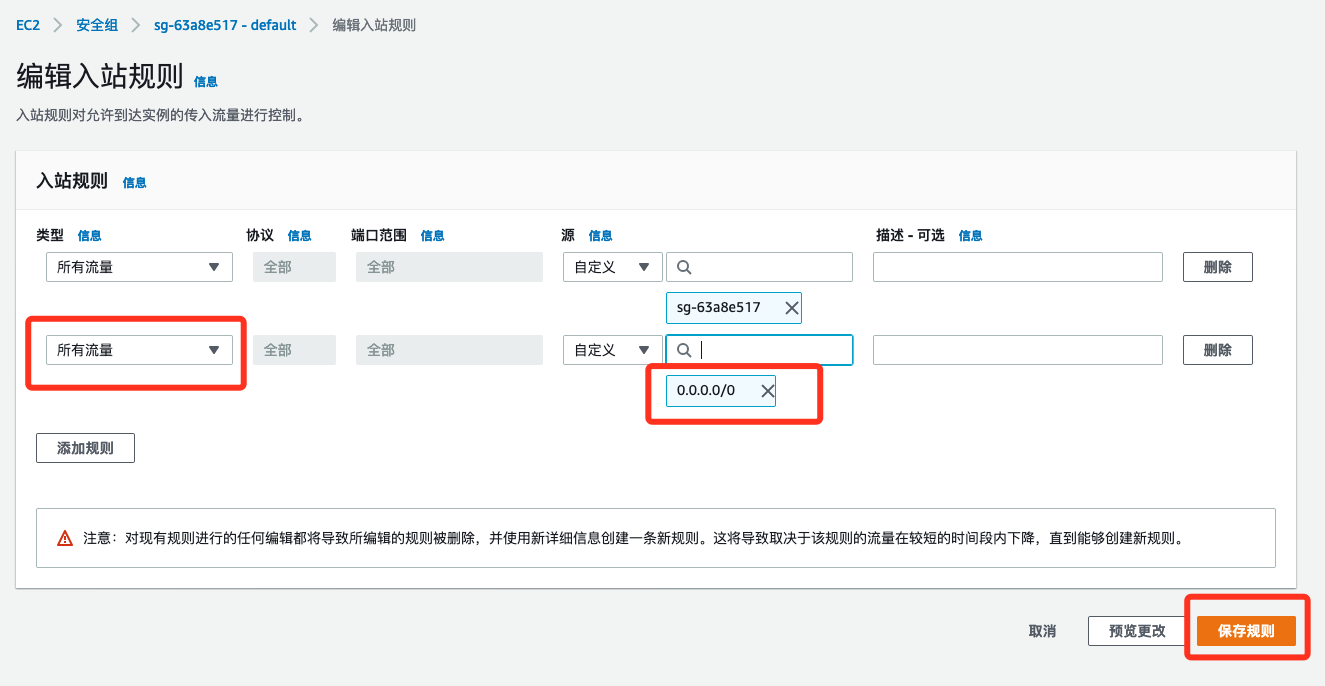 EC2 > 安全组 > sg-63a8e517 - default > 编辑入站规则
编辑入站规则 信息
入站规则对允许到达实例的传入流量进行控制。
入站规则 信息
类型 信息 协议 信息 端口范围 信息 源 信息 描述 - 可选 信息
所有流量 全部 全部 自定义 删除
sg-63a8e517
所有流量 全部 全部 自定义 删除
0.0.0.0/0
添加规则
注意：对现有规则进行的任何编辑都将导致所编辑的规则被删除，并使用新详细信息创建一条新规则。这将导致取决于该规则的流量在较短的时间段内下降，直到能够创建新规则。
取消 预览更改 保存规则